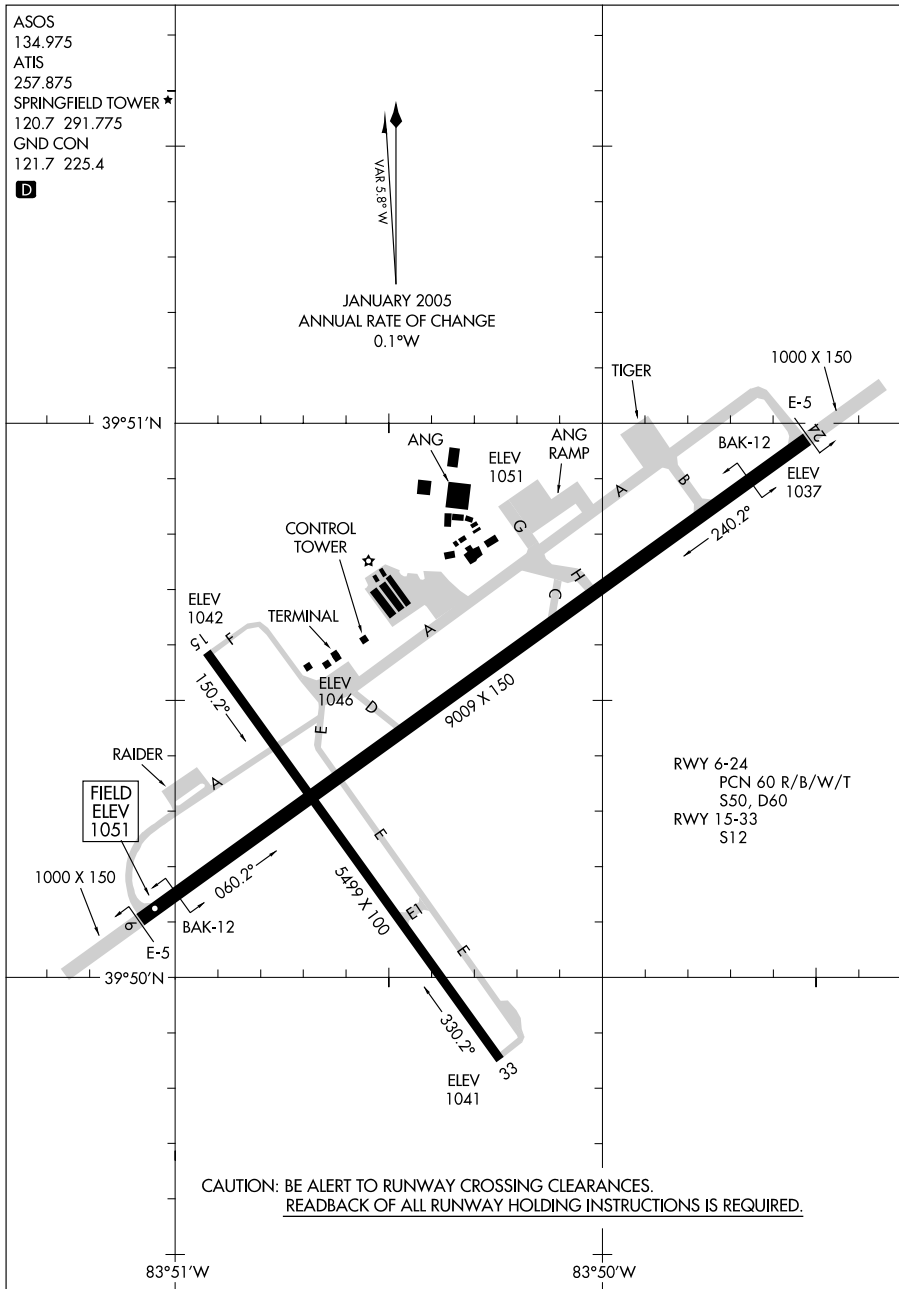 ASOS
134.975
ATIS
257.875
SPRINGFIELD TOWER ★
120.7 291.775
GND CON
121.7 225.4
D
VAR 5.8° W
JANUARY 2005
ANNUAL RATE OF CHANGE
0.1°W
1000 X 150
TIGER
E-5
39°51'N
24
ANG
ANG
RAMP
ELEV
1051
BAK-12
ELEV
1037
A
B
G
240.2°
CONTROL
TOWER
H
C
ELEV
1042
TERMINAL
15
F
A
ELEV
1046
150.2°
D
9009 X 150
E
RAIDER
A
RWY 6-24
PCN 60 R/B/W/T
S50, D60
RWY 15-33
S12
FIELD
ELEV
1051
E
060.2°
1000 X 150
5499 X 100
E1
6
BAK-12
E-5
E
39°50'N
330.2°
33
ELEV
1041
CAUTION: BE ALERT TO RUNWAY CROSSING CLEARANCES.
READBACK OF ALL RUNWAY HOLDING INSTRUCTIONS IS REQUIRED.
83°51'W
83°50'W